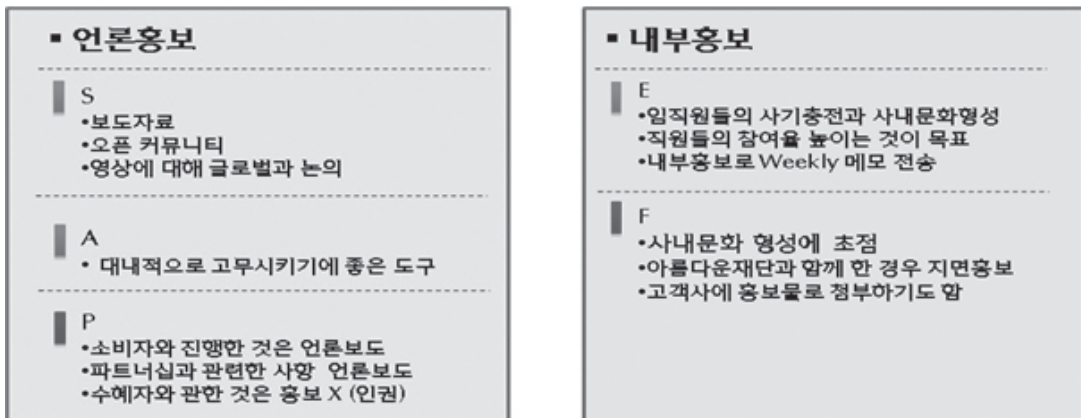 ▪ 언론홍보
S
•보도자료
•오픈 커뮤니티
•영상에 대해 글로벌과 논의
A
• 대내적으로 고무시키기에 좋은 도구
P
•소비자와 진행한 것은 언론보도
•파트너십과 관련한 사항 언론보도
•수혜자와 관한 것은 홍보 X (인권)
▪ 내부홍보
E
•임직원들의 사기충전과 사내문화형성
•직원들의 참여율 높이는 것이 목표
•내부홍보로 Weekly 메모 전송
F
•사내문화 형성에 초점
•아름다운재단과 함께 한 경우 지면홍보
•고객사에 홍보물로 첨부하기도 함